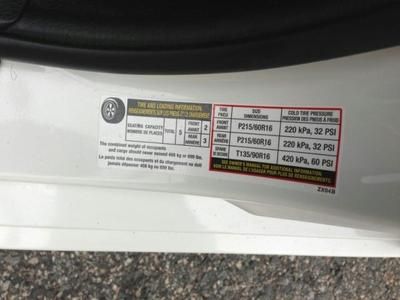 TIRE AND LOADING INFORMATION
RENSEIGNEMENTS SUR LES PNEUS ET LE CHARGEMENT
SEATING CAPACITY
NOMBRE DE PLACES
TOTAL 5
FRONT
AVANT 2
REAR
ARRIÈRE 3
The combined weight of occupants
and cargo should never exceed 408 kg or 899 lbs.
Le poids total des occupants et du chargement ne doit
jamais dépasser 408 kg ou 899 lbs.
TIRE
PNEU
SIZE
DIMENSIONS
COLD TIRE PRESSURE
PRESSION DES PNEUS À FROID
FRONT
AVANT P215/60R16 220 kPa, 32 PSI
REAR
ARRIÈRE P215/60R16 220 kPa, 32 PSI
T135/90R16 420 kPa, 60 PSI
SEE OWNER'S MANUAL FOR ADDITIONAL INFORMATION
VOIR LE MANUEL DE L'USAGER POUR PLUS DE RENSEIGNEMENTS